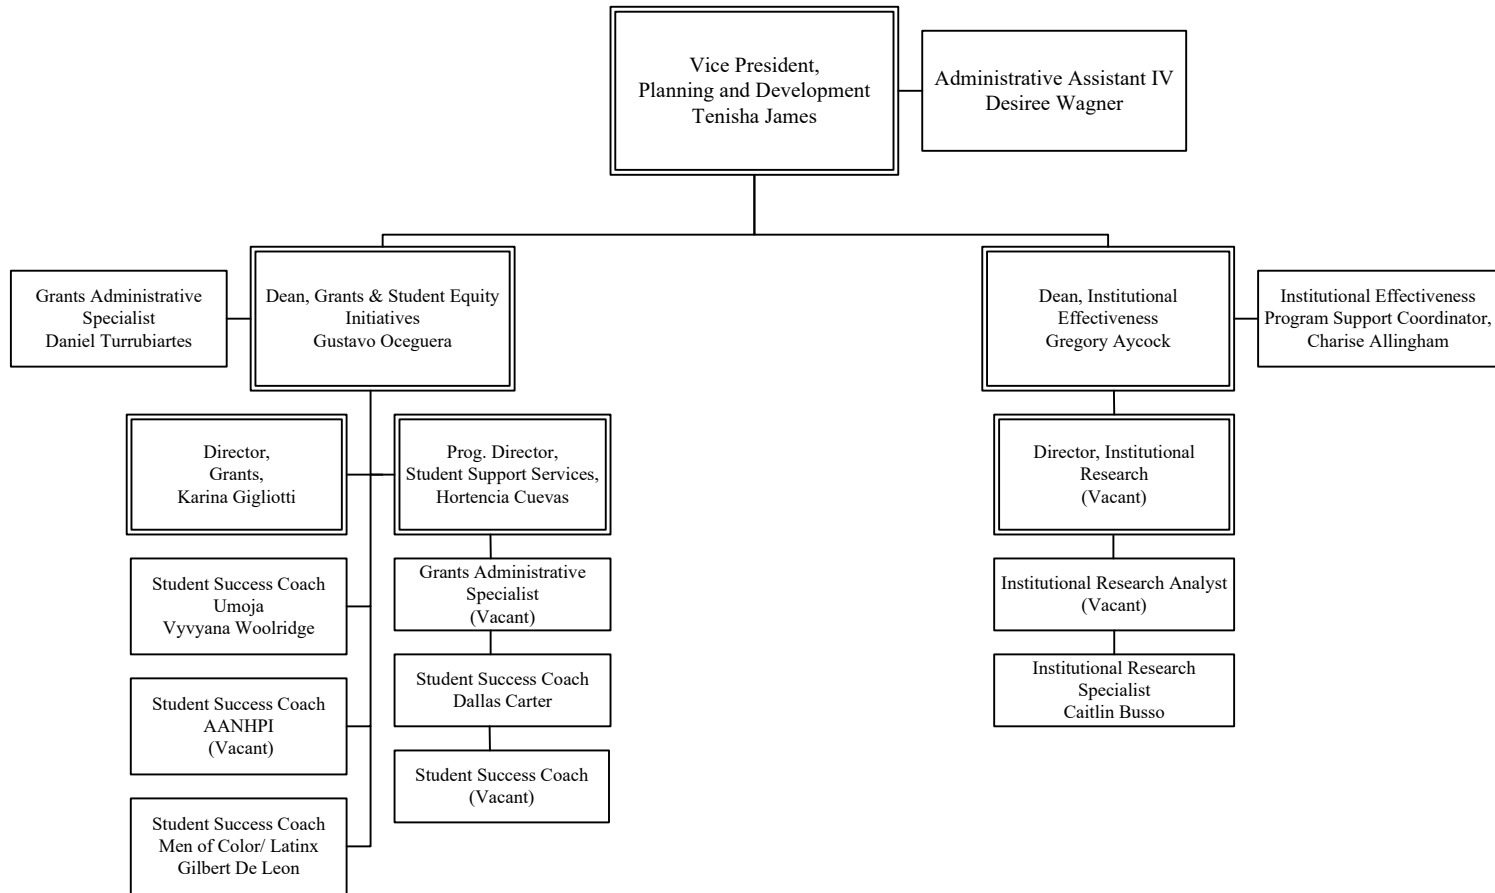 Vice President,
Planning and Development
Tenisha James
Administrative Assistant IV
Desiree Wagner
Grants Administrative
Specialist
Daniel Turrubiartes
Dean, Grants & Student Equity
Initiatives
Gustavo Oceguera
Dean, Institutional
Effectiveness
Gregory Aycock
Institutional Effectiveness
Program Support Coordinator,
Charise Allingham
Director,
Grants,
Karina Gigliotti
Prog. Director,
Student Support Services,
Hortencia Cuevas
Director, Institutional
Research
(Vacant)
Student Success Coach
Umoja
Vyvyana Woolridge
Grants Administrative
Specialist
(Vacant)
Institutional Research Analyst
(Vacant)
Student Success Coach
AANHPI
(Vacant)
Student Success Coach
Dallas Carter
Institutional Research
Specialist
Caitlin Busso
Student Success Coach
(Vacant)
Student Success Coach
Men of Color/ Latinx
Gilbert De Leon